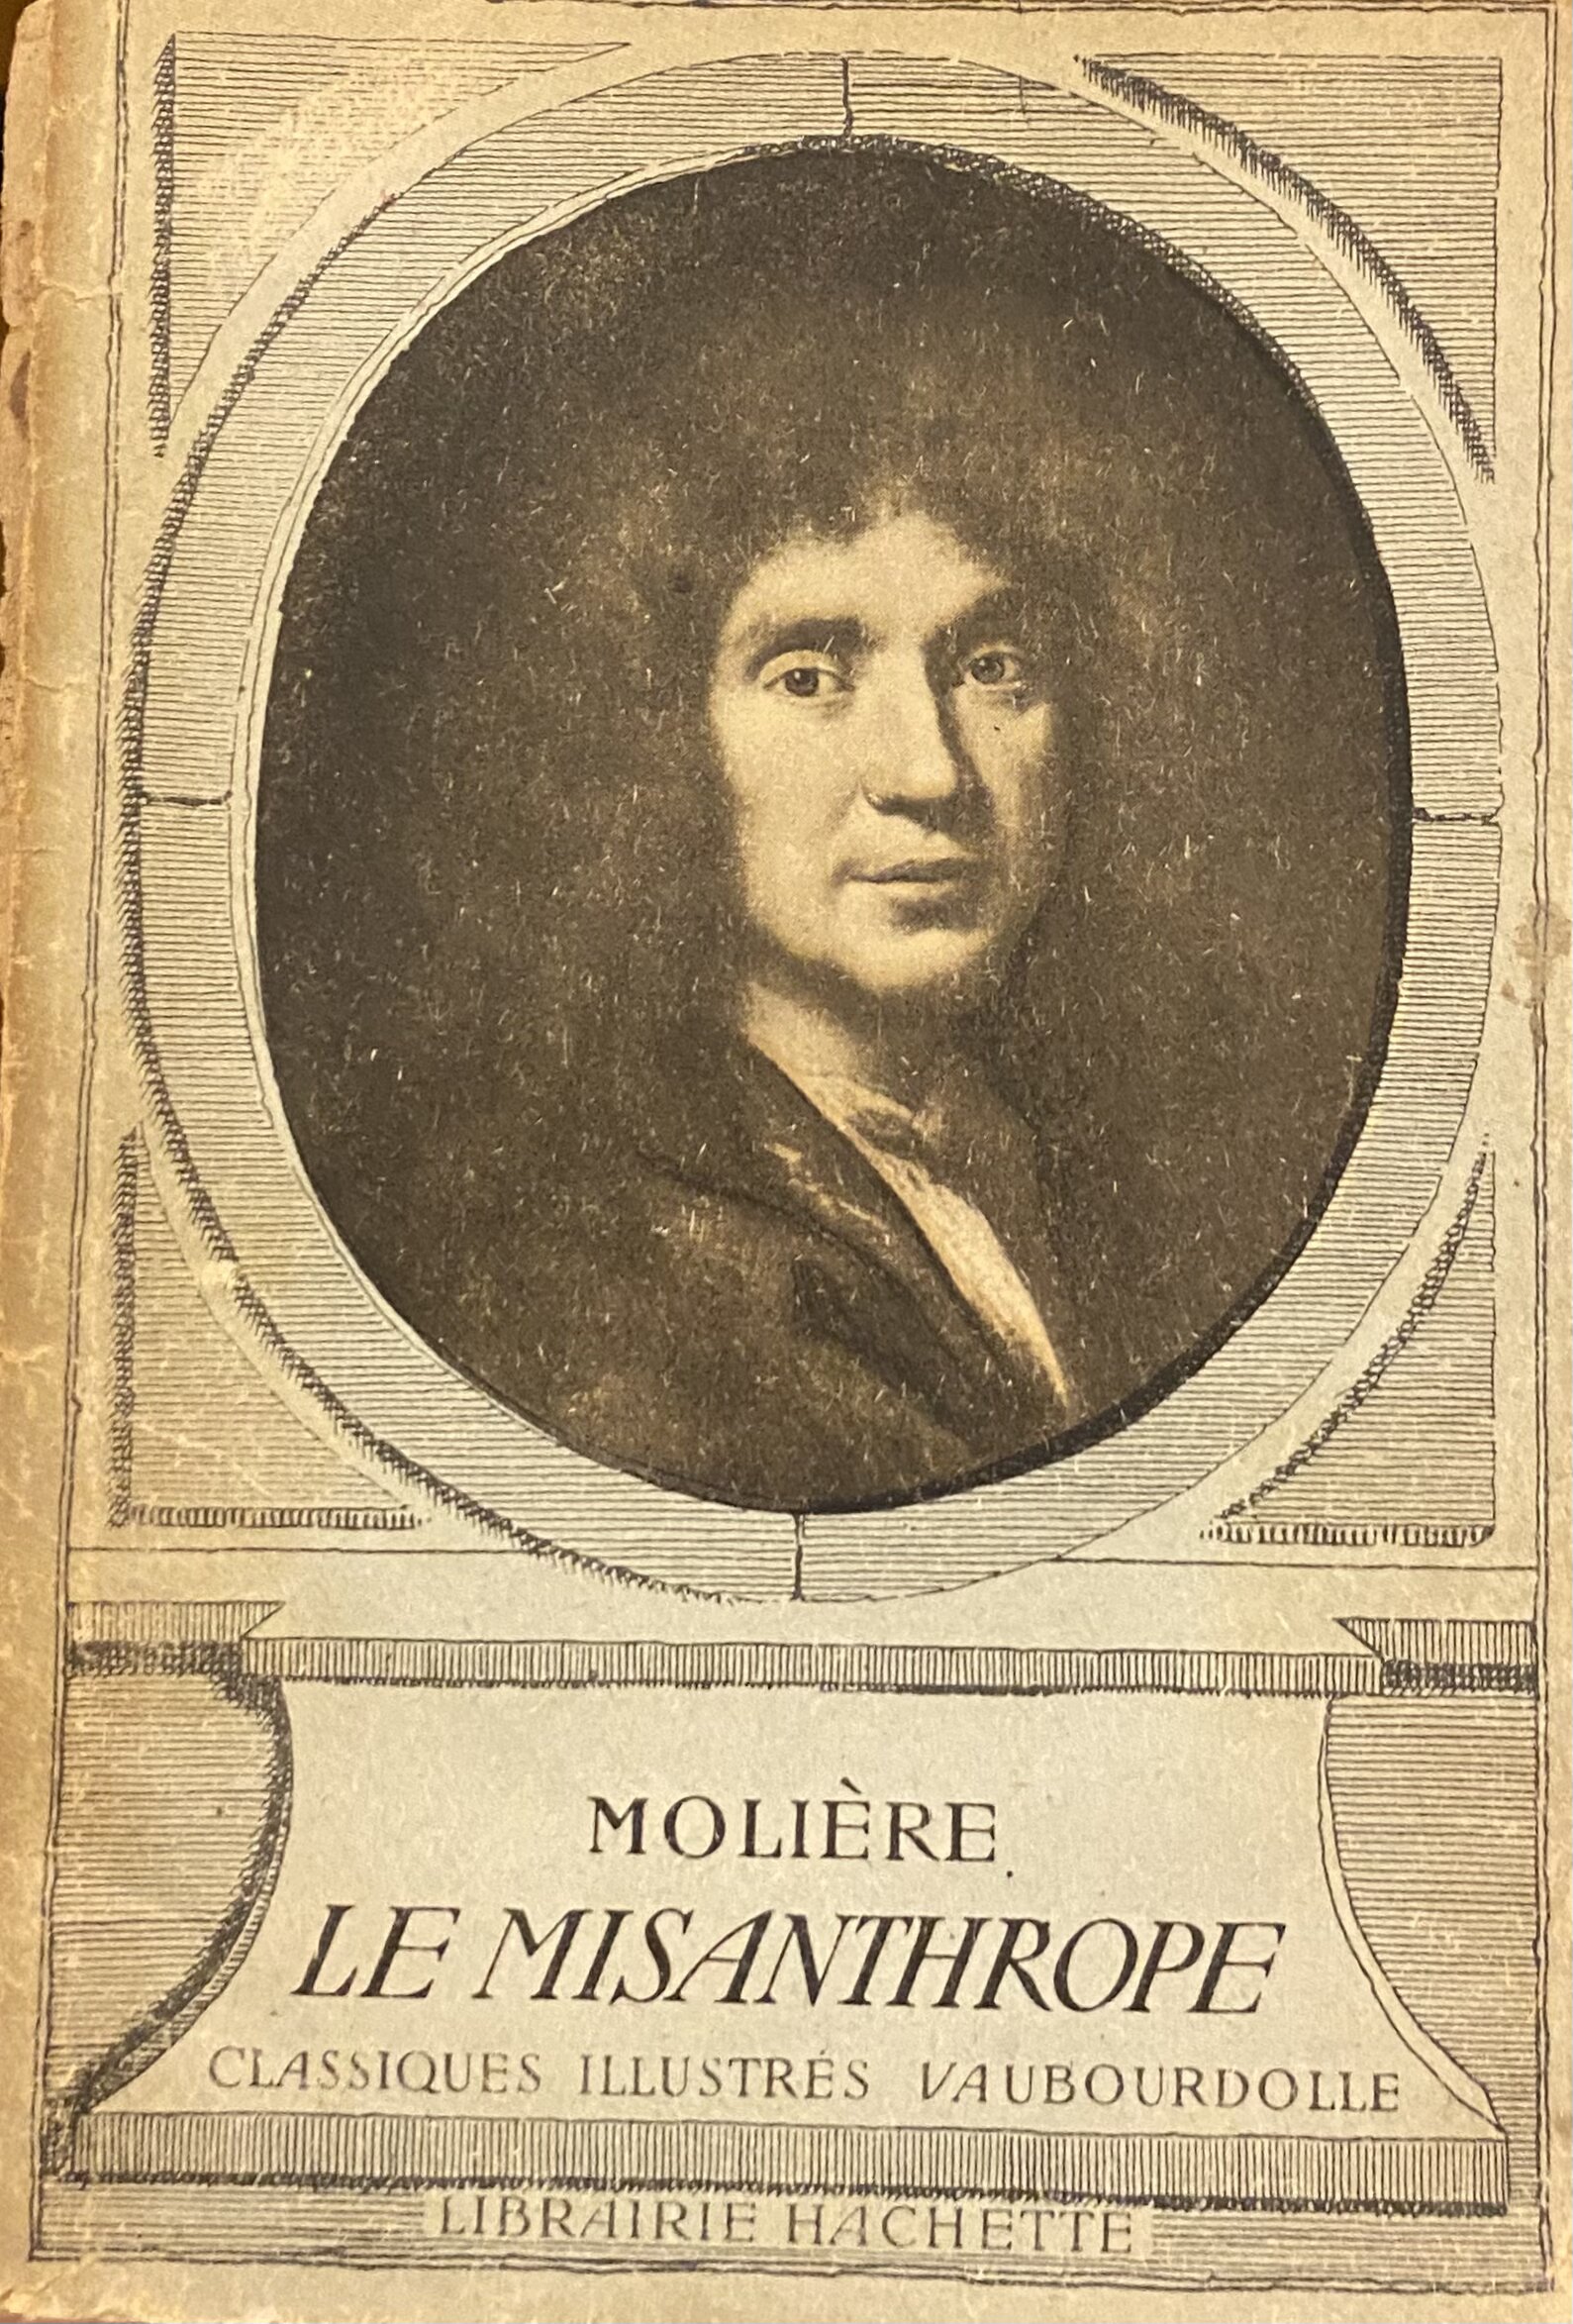 MOLIÈRE
LE MISANTHROPE
CLASSIQUES ILLUSTRÉS VAUBOURDOLLE
LIBRAIRIE HACHETTE